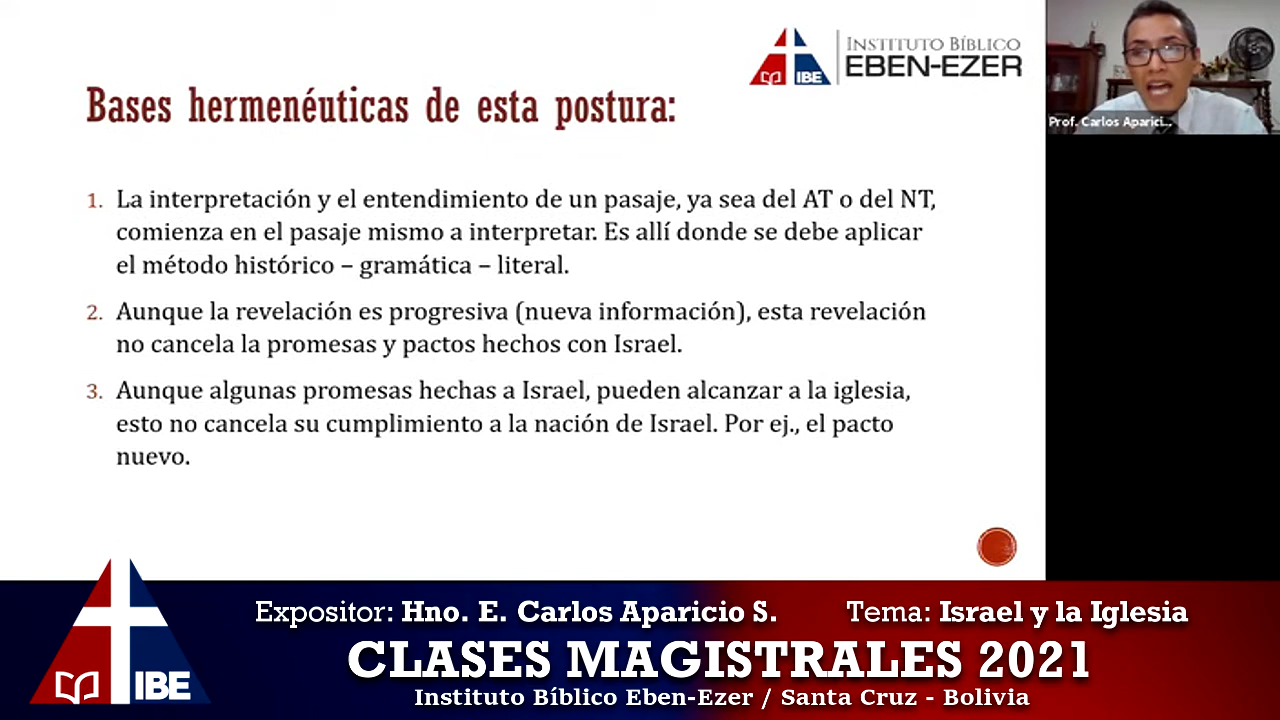 INSTITUTO BÍBLICO
EBEN-EZER
IBE
Prof. Carlos Aparici...
Bases hermenéuticas de esta postura:
1. La interpretación y el entendimiento de un pasaje, ya sea del AT o del NT,
comienza en el pasaje mismo a interpretar. Es allí donde se debe aplicar
el método histórico – gramática – literal.
2. Aunque la revelación es progresiva (nueva información), esta revelación
no cancela la promesas y pactos hechos con Israel.
3. Aunque algunas promesas hechas a Israel, pueden alcanzar a la iglesia,
esto no cancela su cumplimiento a la nación de Israel. Por ej., el pacto
nuevo.
Expositor: Hno. E. Carlos Aparicio S. Tema: Israel y la Iglesia
CLASES MAGISTRALES 2021
Instituto Bíblico Eben-Ezer / Santa Cruz - Bolivia
IBE